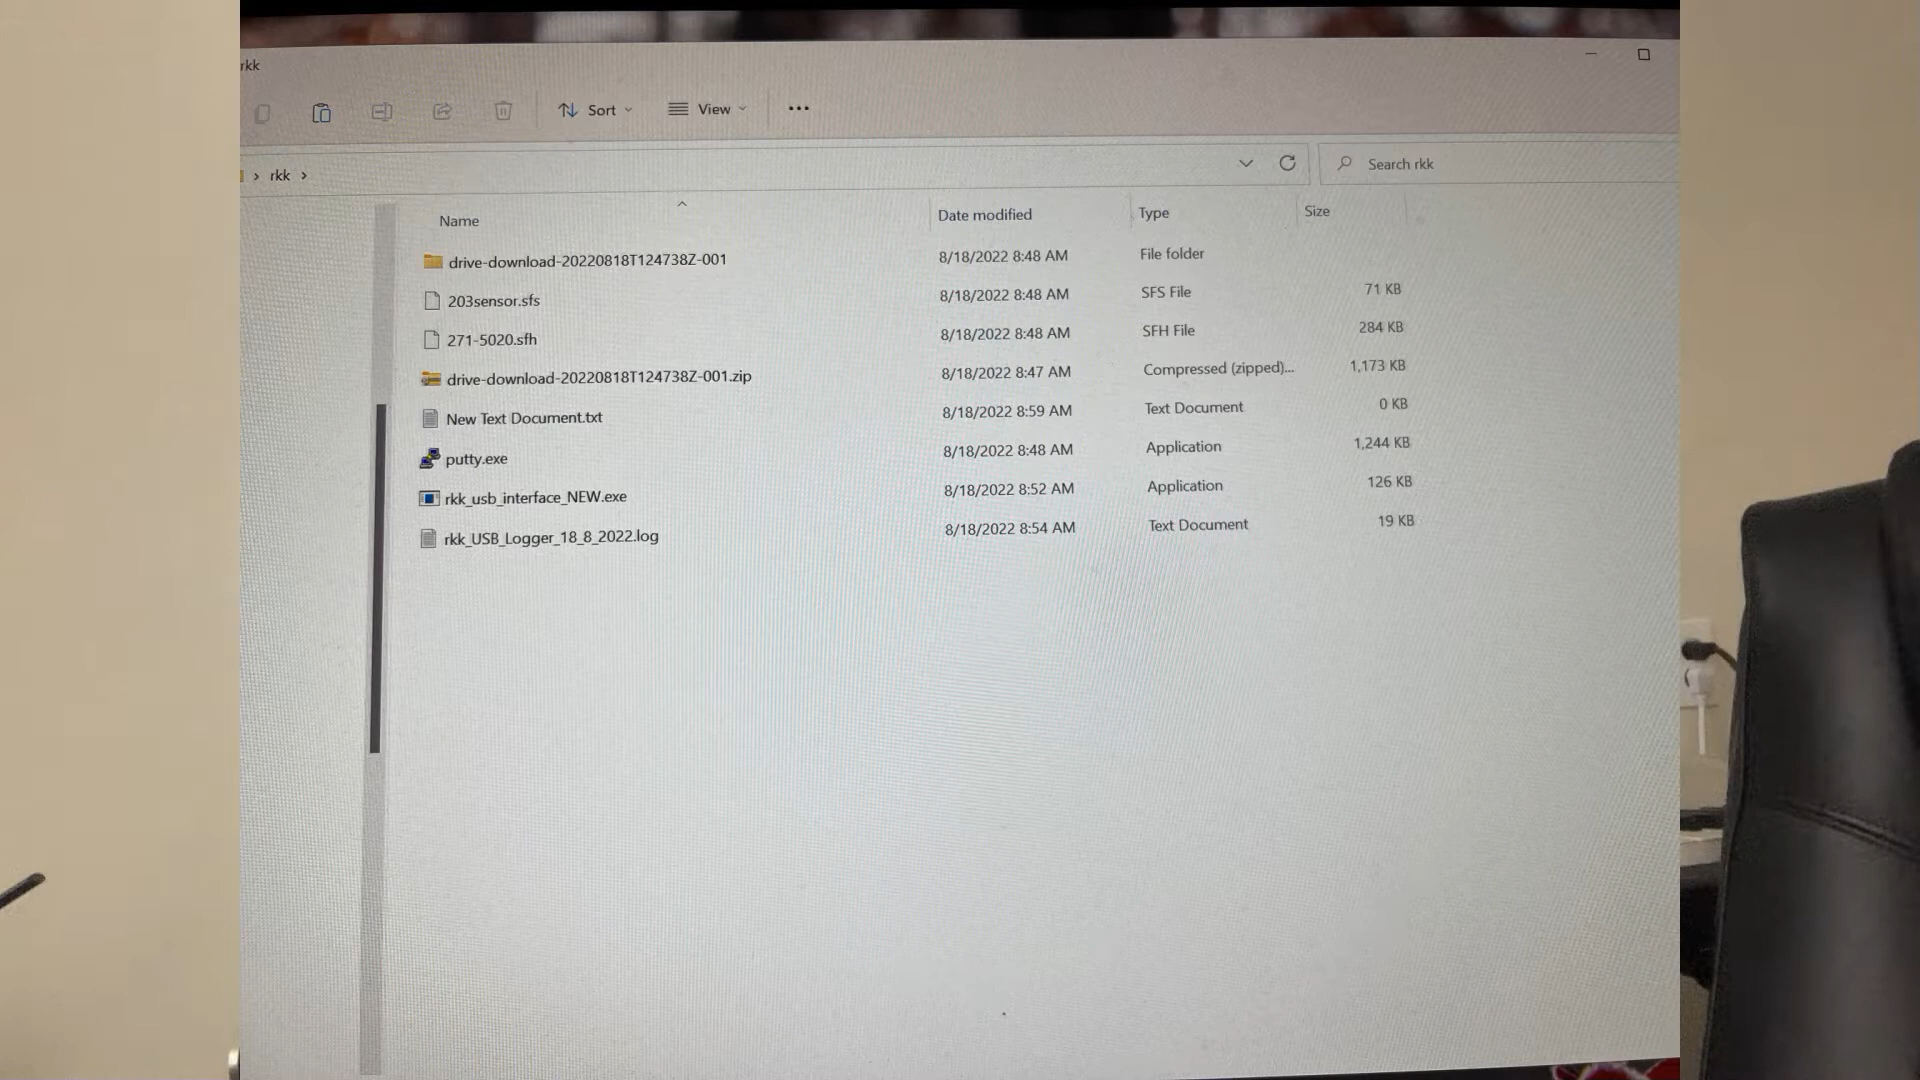 rkk
Sort View
rkk Search rkk
Name Date modified Type Size
drive-download-20220818T124738Z-001 8/18/2022 8:48 AM File folder
203sensor.sfs 8/18/2022 8:48 AM SFS File 71 KB
271-5020.sfh 8/18/2022 8:48 AM SFH File 284 KB
drive-download-20220818T124738Z-001.zip 8/18/2022 8:47 AM Compressed (zipped)... 1,173 KB
New Text Document.txt 8/18/2022 8:59 AM Text Document 0 KB
putty.exe 8/18/2022 8:48 AM Application 1,244 KB
rkk_usb_interface_NEW.exe 8/18/2022 8:52 AM Application 126 KB
rkk_USB_Logger_18_8_2022.log 8/18/2022 8:54 AM Text Document 19 KB